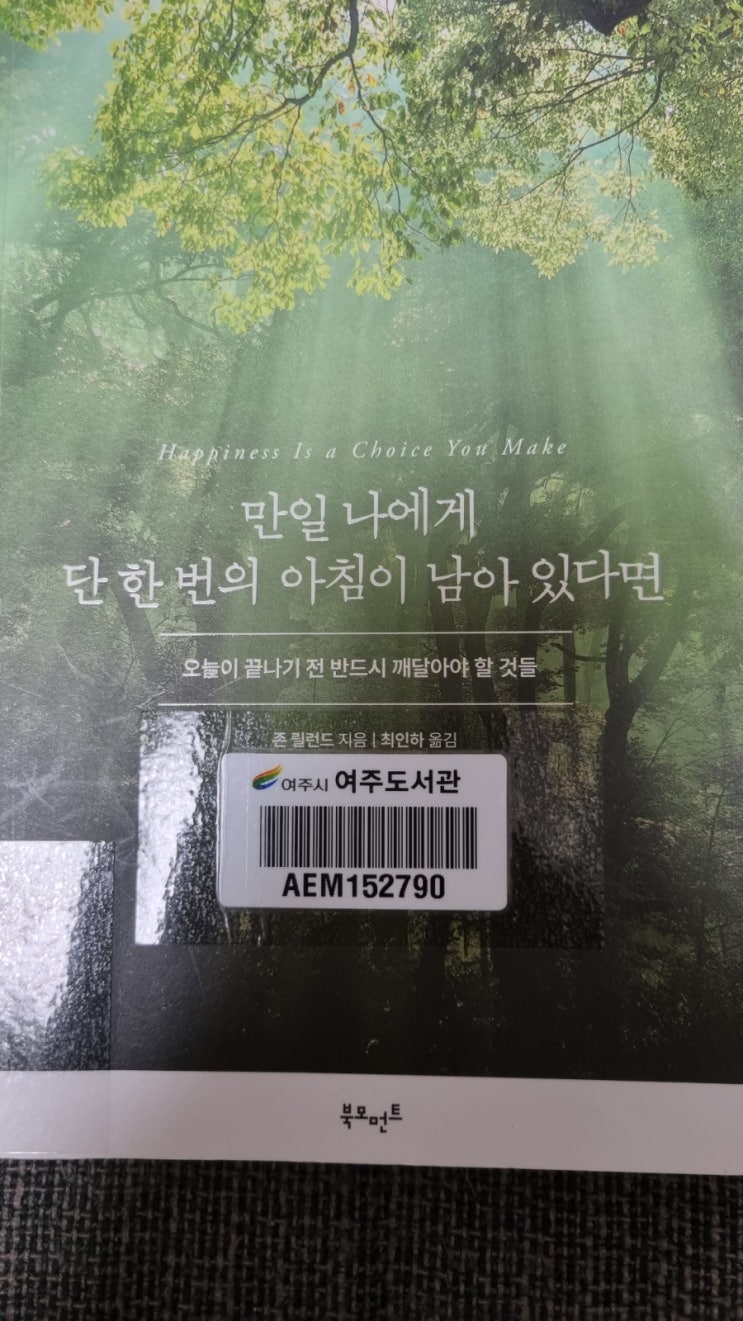 Happiness Is a Choice You Make
만일 나에게
단 한 번의 아침이 남아 있다면
오늘이 끝나기 전 반드시 깨달아야 할 것들
존 릴런드 지음 | 최인하 옮김
여주시 여주도서관
AEM152790
북모먼트